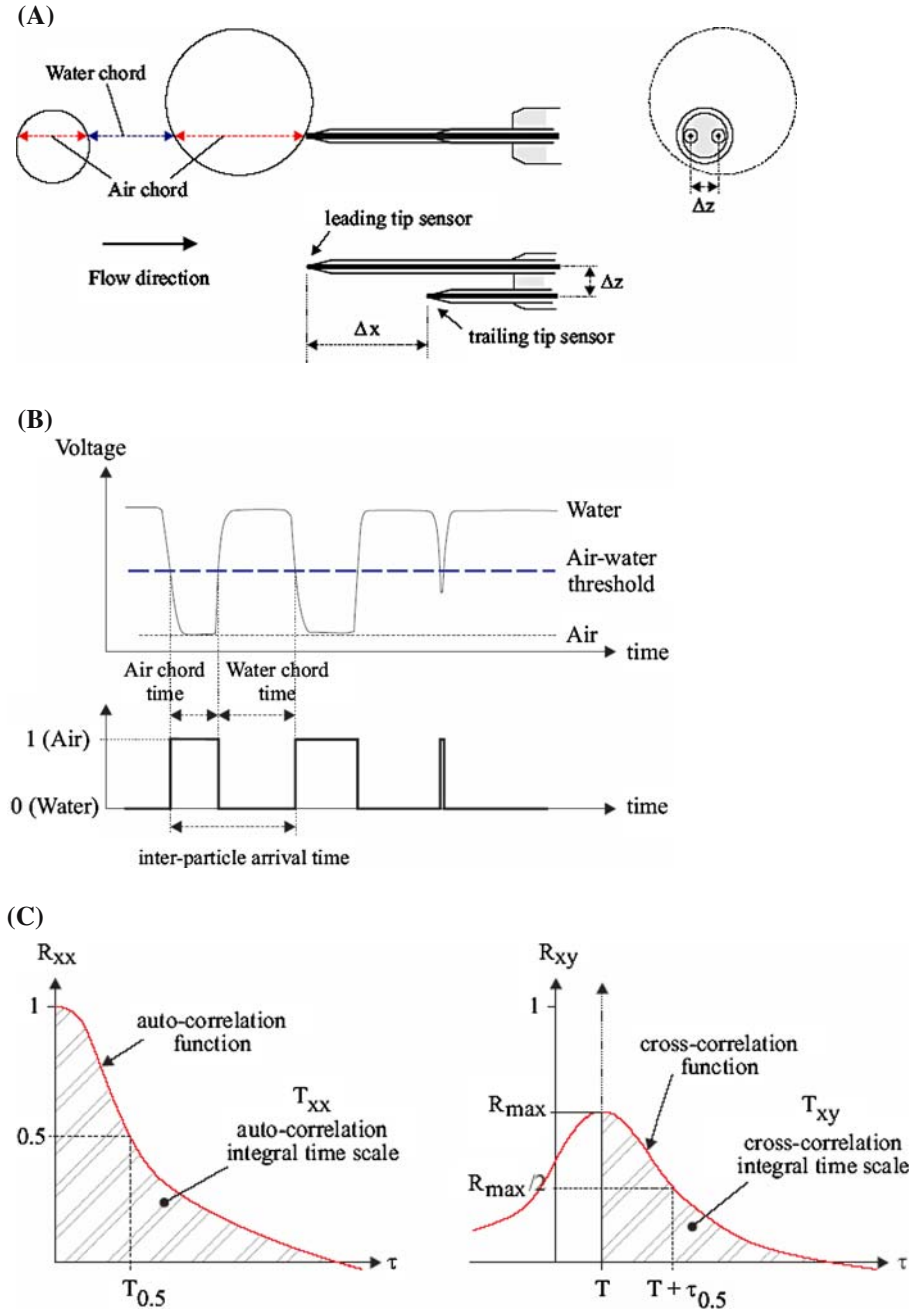 (A)
Water chord
Air chord
Flow direction
leading tip sensor
Δx
trailing tip sensor
Δz
Δz
(B)
Voltage
Water
Air-water
threshold
Air
time
Air chord
time
Water chord
time
1 (Air)
0 (Water)
time
inter-particle arrival time
(C)
Rxx
1
auto-correlation
function
Txx
auto-correlation
integral time scale
0.5
T0.5
τ
Rxy
1
cross-correlation
function
Rmax
Txy
cross-correlation
integral time scale
Rmax/2
T
T + τ0.5
τ